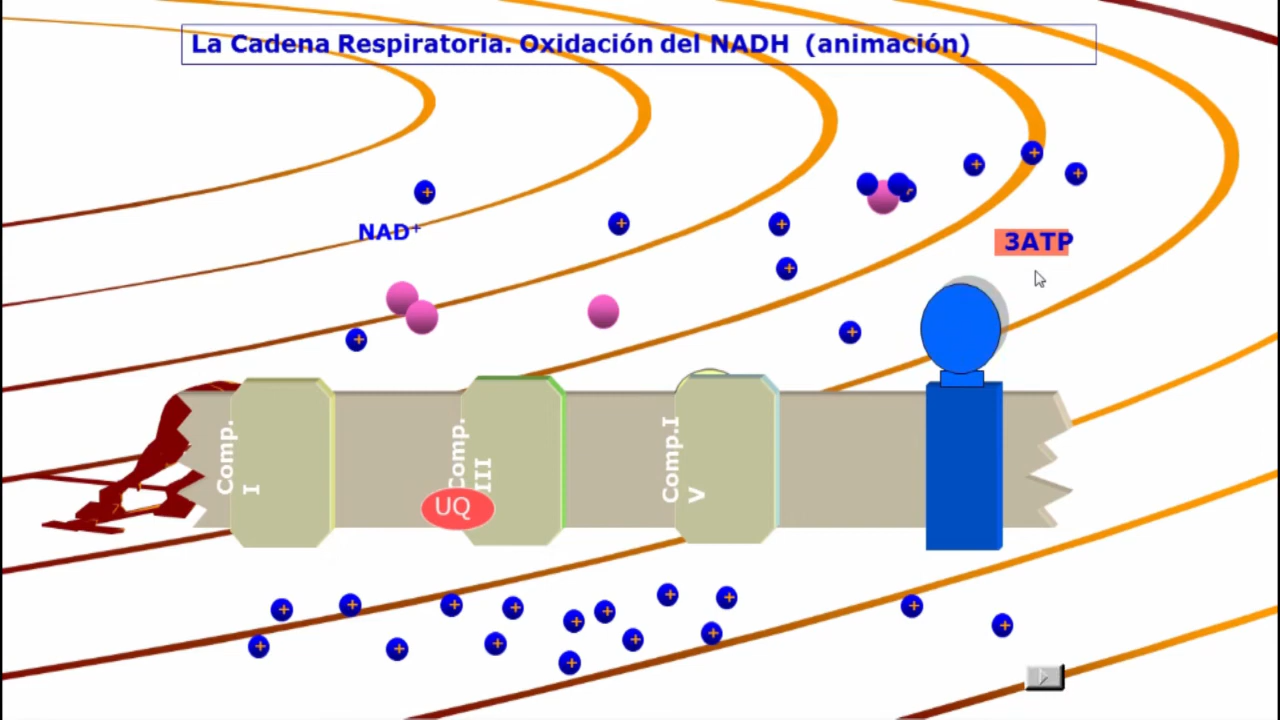 La Cadena Respiratoria. Oxidación del NADH (animación)
NAD⁺
3ATP
Comp.
I
Comp.
III
UQ
Comp.I
V